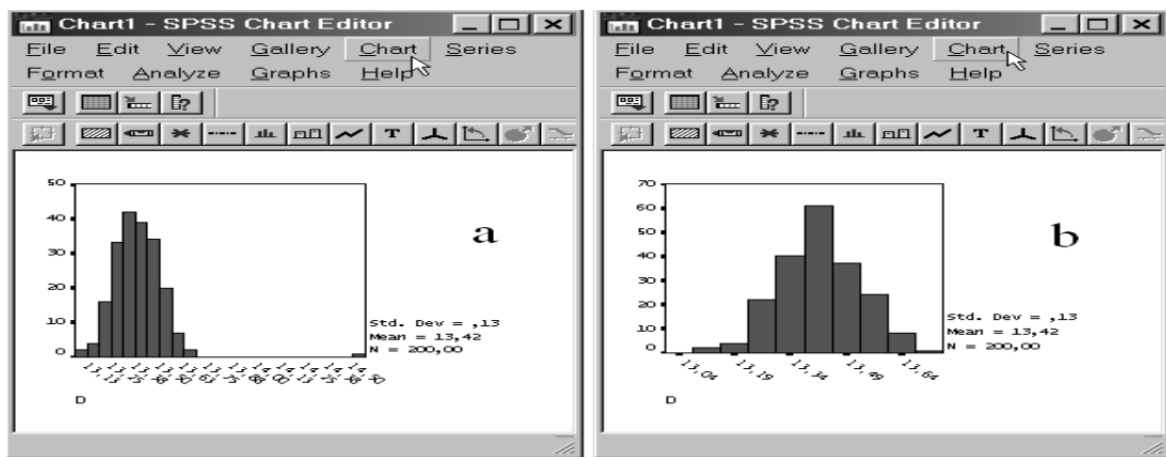 Chart1 - SPSS Chart Editor
File Edit View Gallery Chart Series
Format Analyze Graphs Help
T
50
40
30
20
10
0
a
Std. Dev = ,13
Mean = 13,42
N = 200,00
D
Chart1 - SPSS Chart Editor
File Edit View Gallery Chart Series
Format Analyze Graphs Help
T
70
60
50
40
30
20
10
0
b
Std. Dev = ,13
Mean = 13,42
N = 200,00
13,04 13,19 13,34 13,49 13,64
D